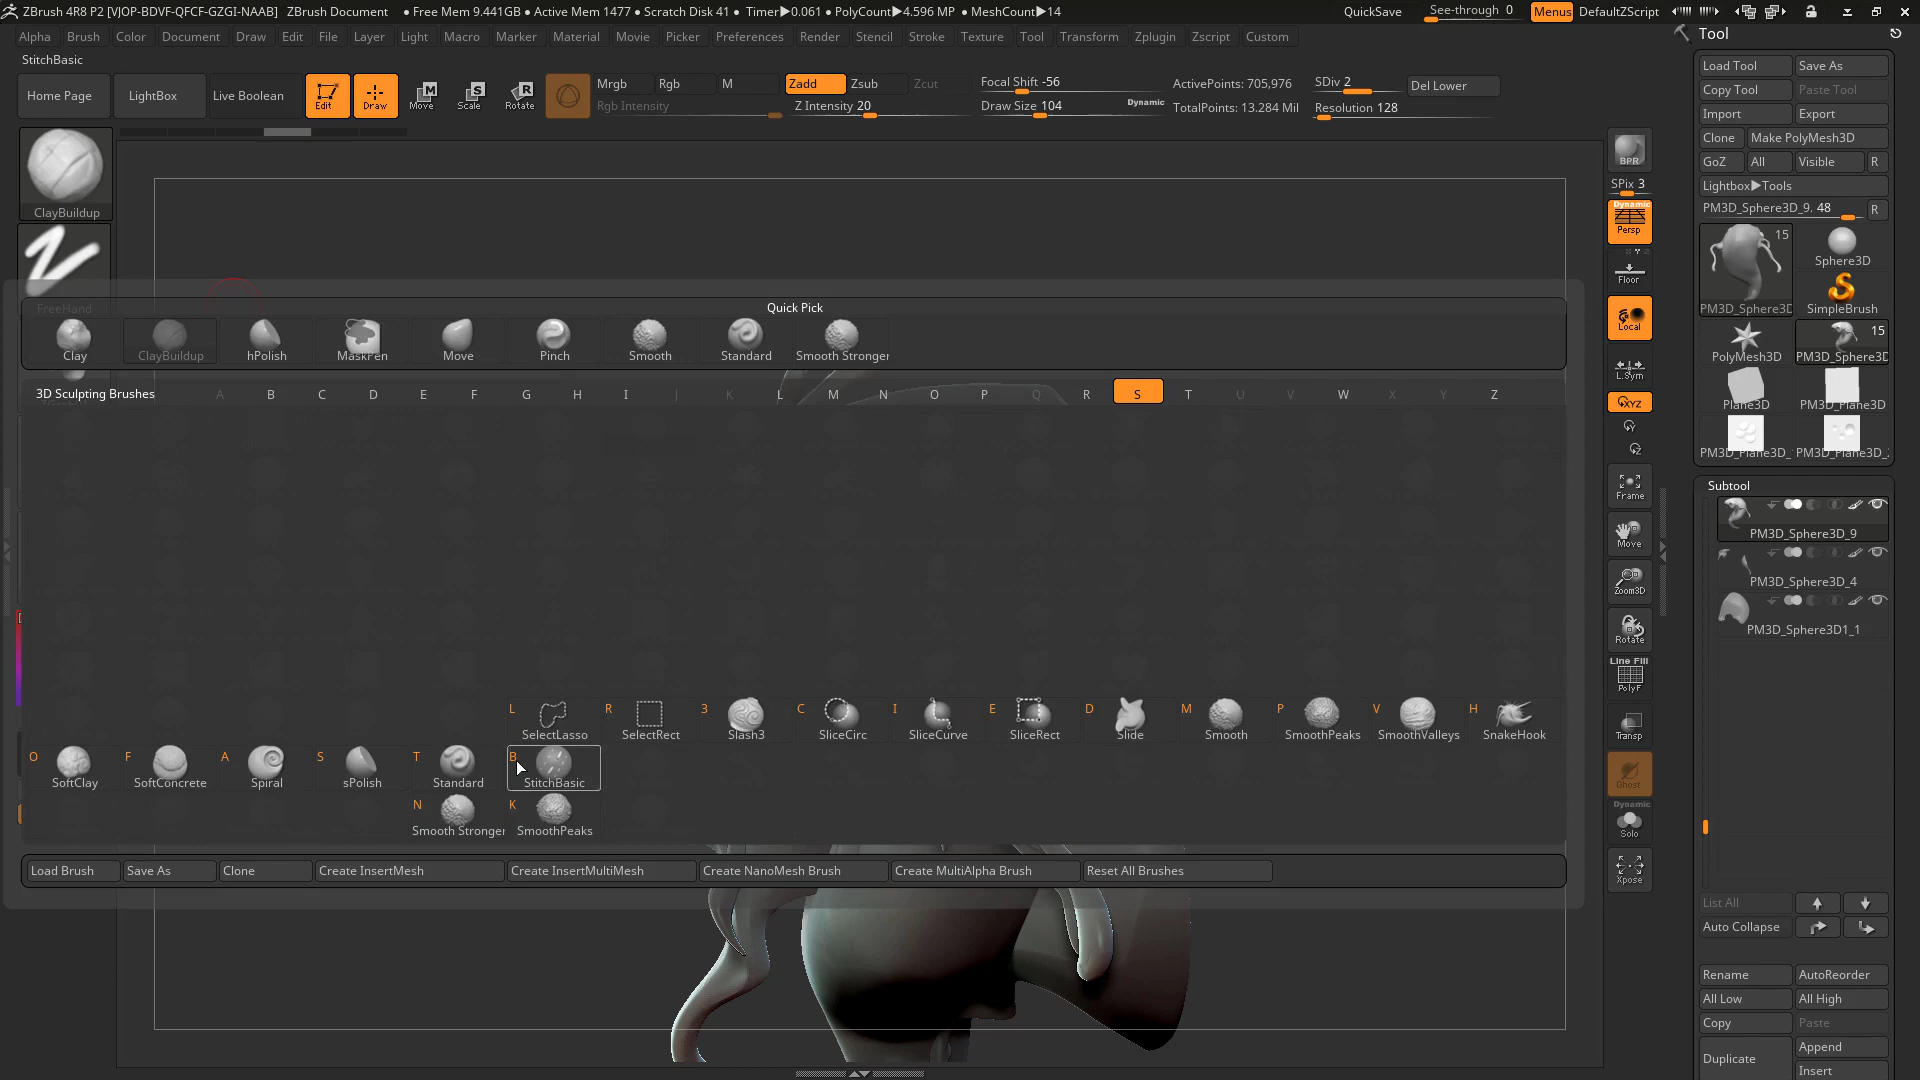 ZBrush 4R8 P2 [VJOP-BDVF-QFCF-GZGI-NAAB] ZBrush Document • Free Mem 9.441GB • Active Mem 1477 • Scratch Disk 41 • Timer▶0.061 • PolyCount▶4.596 MP • MeshCount▶14 QuickSave See-through 0 Menus DefaultZScript
Alpha Brush Color Document Draw Edit File Layer Light Macro Marker Material Movie Picker Preferences Render Stencil Stroke Texture Tool Transform Zplugin Zscript Custom
StitchBasic
Home Page LightBox Live Boolean Edit Draw Move Scale Rotate
Mrgb Rgb M Zadd Zsub Zcut
Rgb Intensity Z Intensity 20
Focal Shift -56
Draw Size 104 Dynamic
ActivePoints: 705,976
TotalPoints: 13.284 Mil
SDiv 2 Del Lower
Resolution 128
ClayBuildup
FreeHand
Quick Pick
Clay ClayBuildup hPolish MaskPen Move Pinch Smooth Standard Smooth Stronger
3D Sculpting Brushes A B C D E F G H I J K L M N O P Q R S T U V W X Y Z
L SelectLasso R SelectRect 3 Slash3 C SliceCirc I SliceCurve E SliceRect D Slide M Smooth P SmoothPeaks V SmoothValleys H SnakeHook
O SoftClay F SoftConcrete A Spiral S sPolish T Standard B StitchBasic
N Smooth Stronger K SmoothPeaks
Load Brush Save As Clone Create InsertMesh Create InsertMultiMesh Create NanoMesh Brush Create MultiAlpha Brush Reset All Brushes
BPR
SPix 3
Dynamic
Persp
Floor
Local
L.Sym
XYZ
Y
Z
Frame
Move
Zoom3D
Rotate
Line Fill
PolyF
Transp
Ghost
Dynamic
Solo
Xpose
Tool
Load Tool Save As
Copy Tool Paste Tool
Import Export
Clone Make PolyMesh3D
GoZ All Visible R
Lightbox▶Tools
PM3D_Sphere3D_9. 48 R
15
Sphere3D
PM3D_Sphere3D SimpleBrush
15
PolyMesh3D PM3D_Sphere3D
Plane3D PM3D_Plane3D
PM3D_Plane3D_ PM3D_Plane3D_
Subtool
PM3D_Sphere3D_9
PM3D_Sphere3D_4
PM3D_Sphere3D1_1
List All
Auto Collapse
Rename AutoReorder
All Low All High
Copy Paste
Duplicate Append
Insert